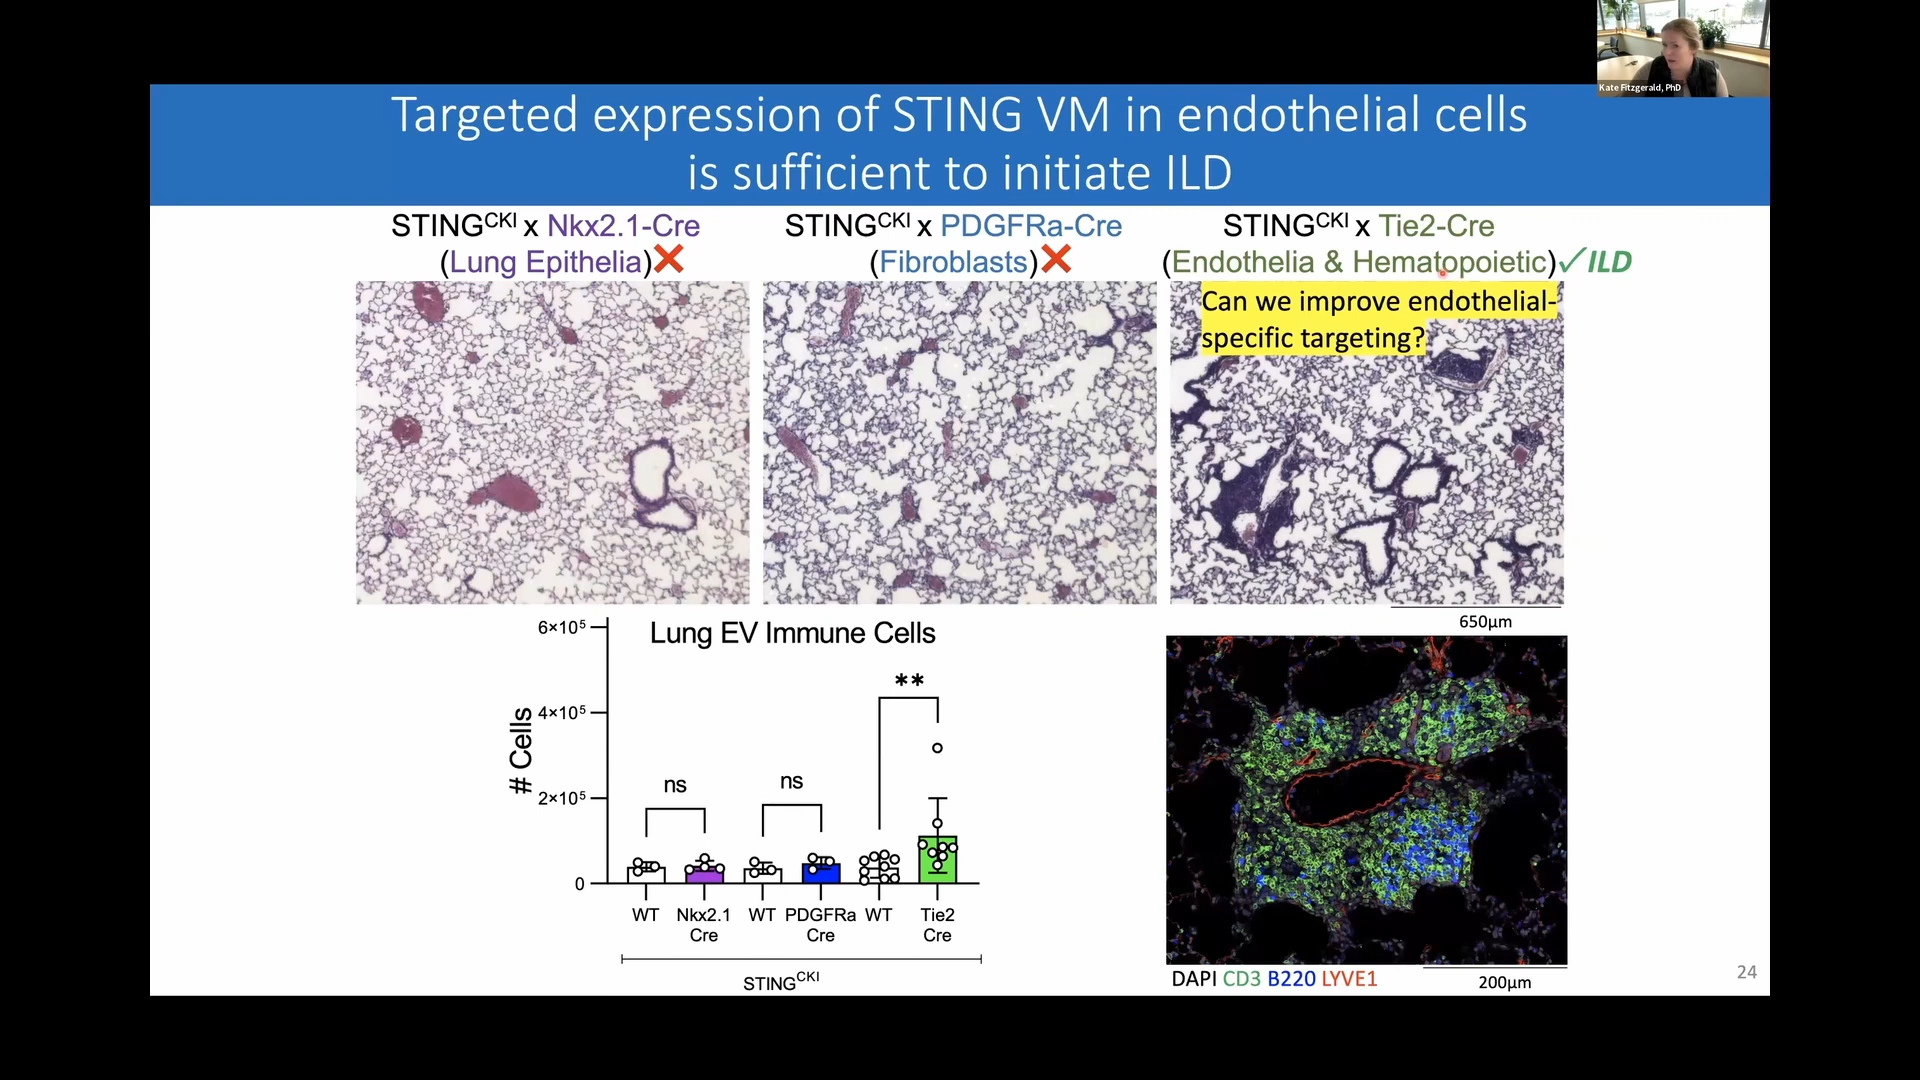 Kate Fitzgerald, PhD
Targeted expression of STING VM in endothelial cells
is sufficient to initiate ILD
STINGCKI x Nkx2.1-Cre
(Lung Epithelia)❌
STINGCKI x PDGFRa-Cre
(Fibroblasts)❌
STINGCKI x Tie2-Cre
(Endothelia & Hematopoietic)✓ILD
Can we improve endothelial-
specific targeting?
650µm
Lung EV Immune Cells
# Cells
6×10⁵
4×10⁵
2×10⁵
0
ns
ns
**
WT
Nkx2.1
Cre
WT
PDGFRa
Cre
WT
Tie2
Cre
STINGCKI
DAPI CD3 B220 LYVE1
200µm
24